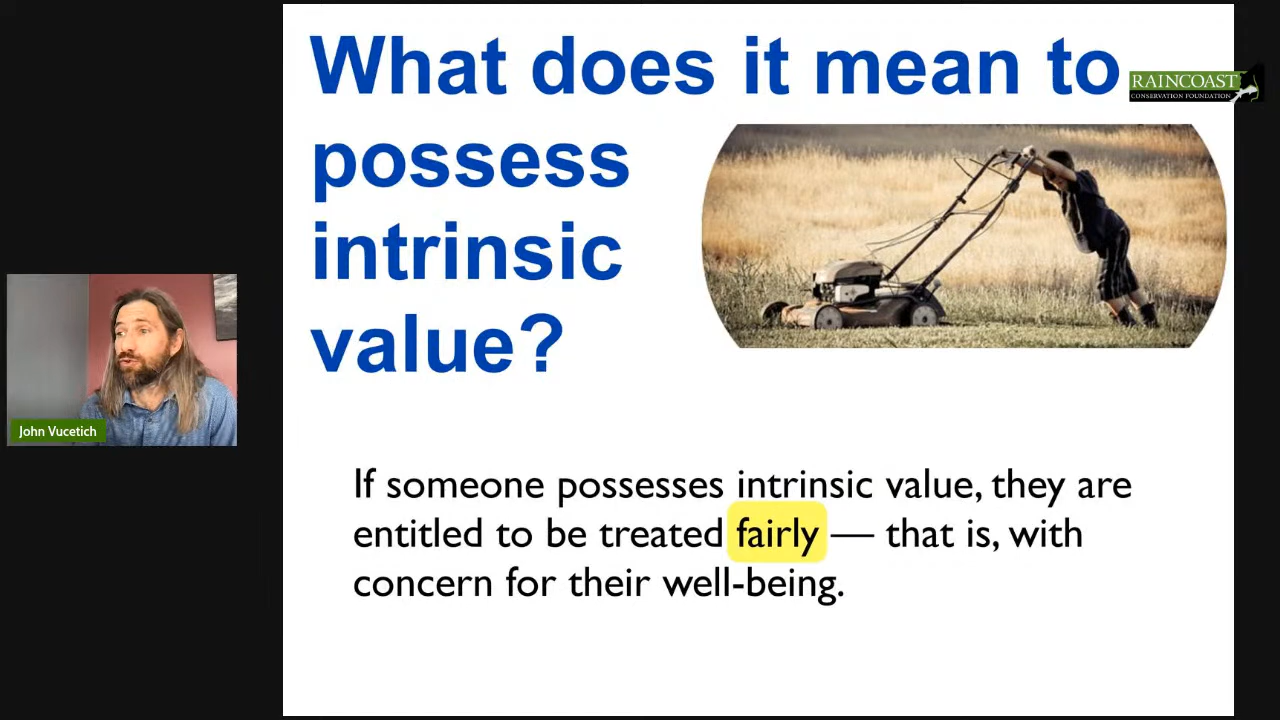 What does it mean to
possess
intrinsic
value?
RAINCOAST
CONSERVATION FOUNDATION
John Vucetich
If someone possesses intrinsic value, they are
entitled to be treated fairly — that is, with
concern for their well-being.